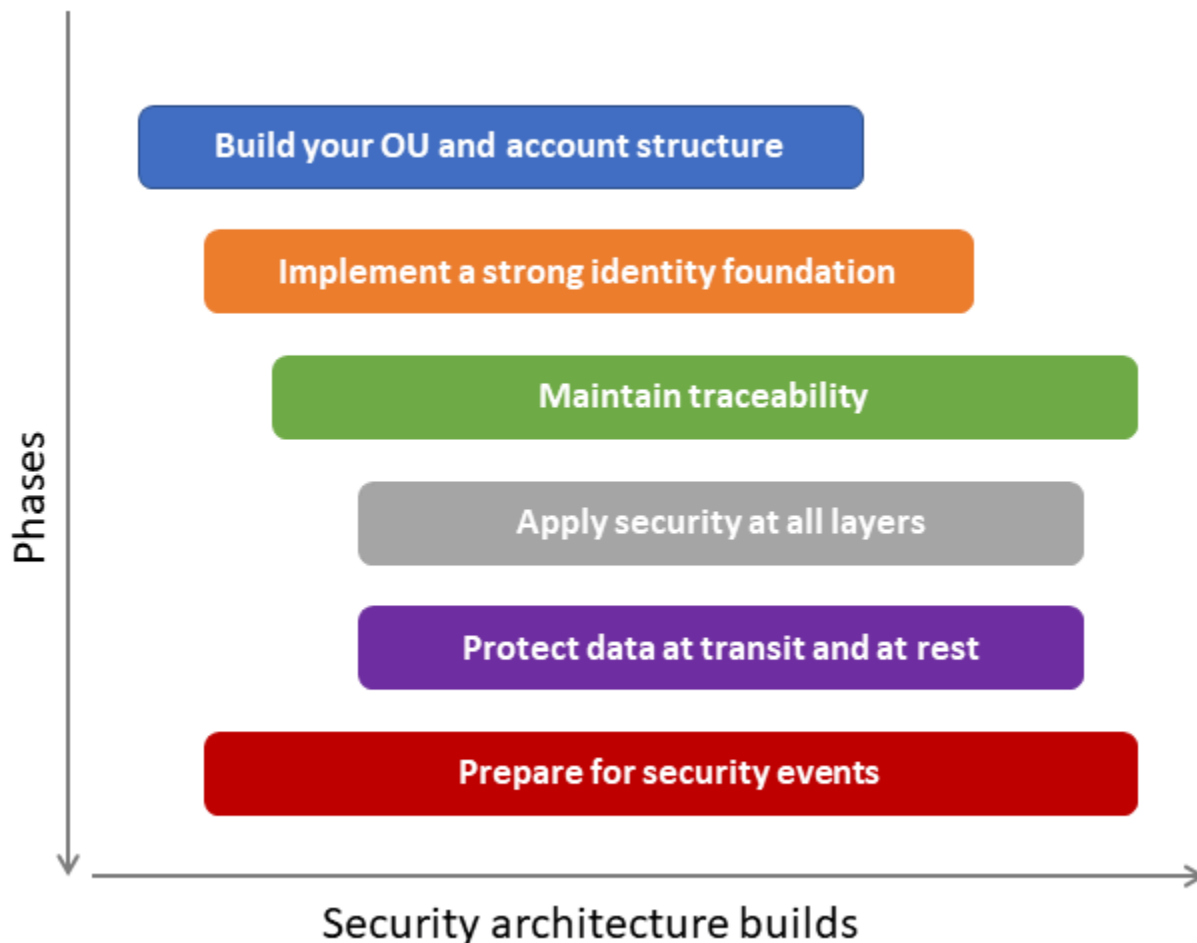 Build your OU and account structure
Implement a strong identity foundation
Maintain traceability
Apply security at all layers
Protect data at transit and at rest
Prepare for security events
Phases
Security architecture builds